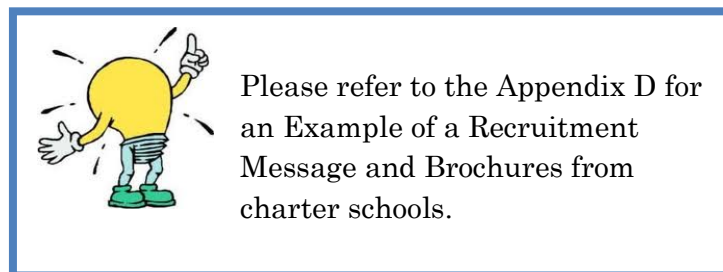 Please refer to the Appendix D for
an Example of a Recruitment
Message and Brochures from
charter schools.